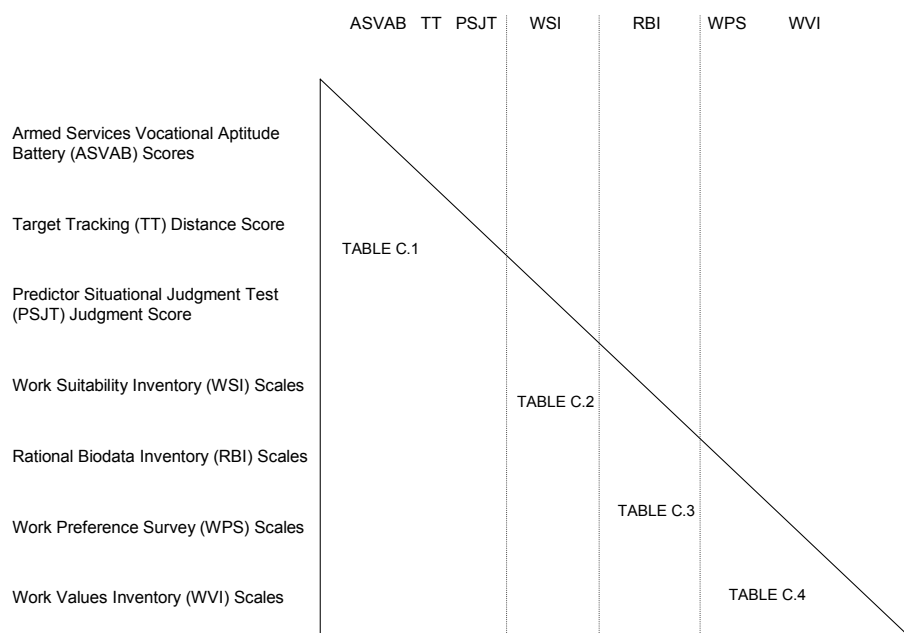 ASVAB TT PSJT WSI RBI WPS WVI
Armed Services Vocational Aptitude
Battery (ASVAB) Scores
Target Tracking (TT) Distance Score
TABLE C.1
Predictor Situational Judgment Test
(PSJT) Judgment Score
Work Suitability Inventory (WSI) Scales
TABLE C.2
Rational Biodata Inventory (RBI) Scales
TABLE C.3
Work Preference Survey (WPS) Scales
Work Values Inventory (WVI) Scales
TABLE C.4